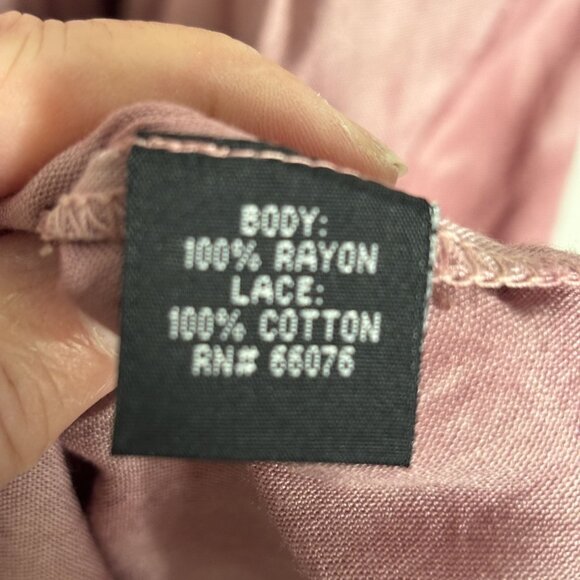 BODY:
100% RAYON
LACE:
100% COTTON
RN# 66076